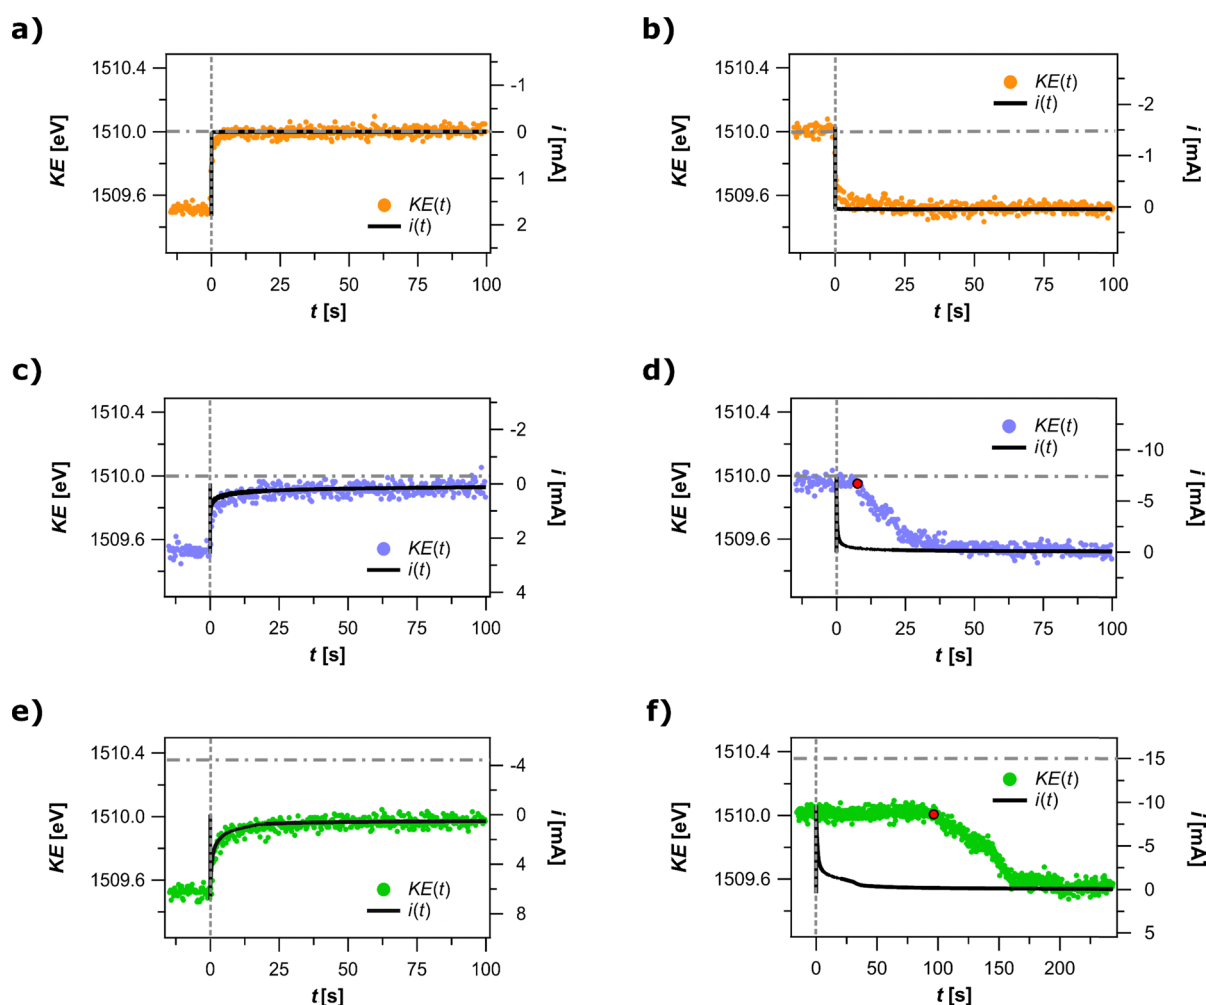 a)
1510.4
1510.0
1509.6
KE [eV]
-1
0
1
2
i [mA]
KE(t)
i(t)
0
25
50
75
100
t [s]
b)
1510.4
1510.0
1509.6
KE [eV]
-2
-1
0
i [mA]
KE(t)
i(t)
0
25
50
75
100
t [s]
c)
1510.4
1510.0
1509.6
KE [eV]
-2
0
2
4
i [mA]
KE(t)
i(t)
0
25
50
75
100
t [s]
d)
1510.4
1510.0
1509.6
KE [eV]
-10
-5
0
i [mA]
KE(t)
i(t)
0
25
50
75
100
t [s]
e)
1510.4
1510.0
1509.6
KE [eV]
-4
0
4
8
i [mA]
KE(t)
i(t)
0
25
50
75
100
t [s]
f)
1510.4
1510.0
1509.6
KE [eV]
-15
-10
-5
0
5
i [mA]
KE(t)
i(t)
0
50
100
150
200
t [s]